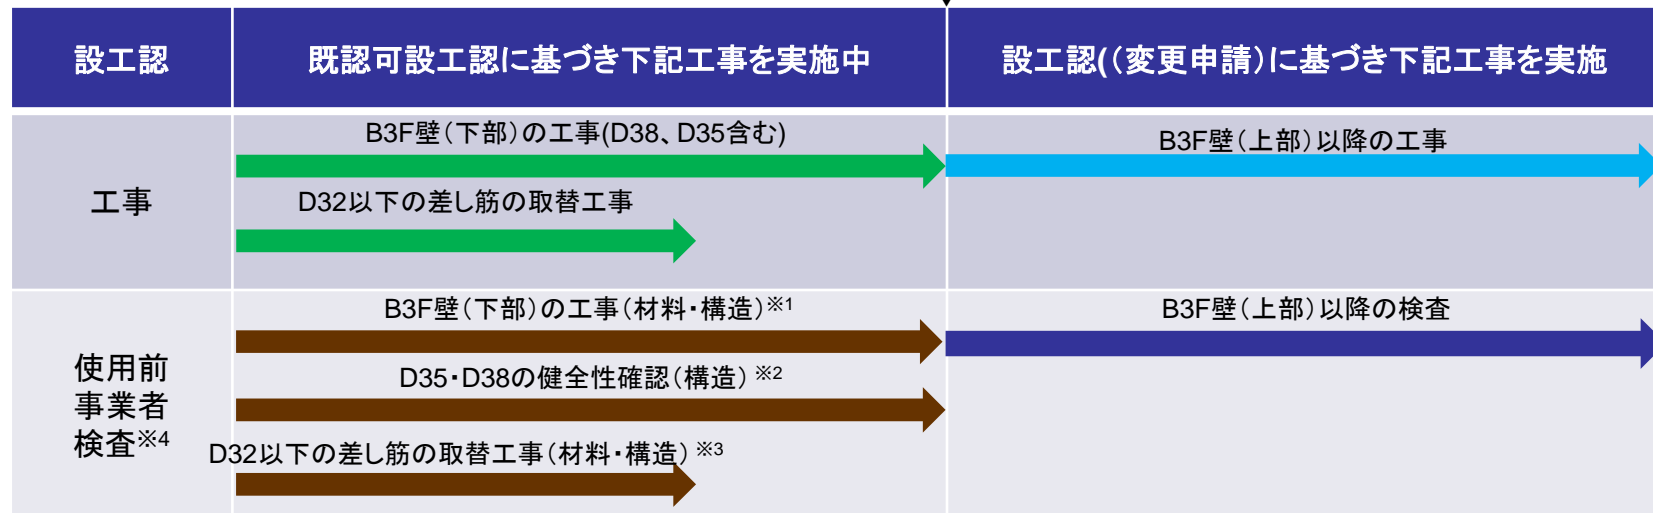 設工認
既認可設工認に基づき下記工事を実施中
設工認(（変更申請）に基づき下記工事を実施
工事
B3F壁（下部）の工事(D38、D35含む)
B3F壁（上部）以降の工事
D32以下の差し筋の取替工事
使用前
事業者
検査※4
B3F壁（下部）の工事（材料・構造）※1
B3F壁（上部）以降の検査
D35・D38の健全性確認（構造）※2
D32以下の差し筋の取替工事（材料・構造）※3